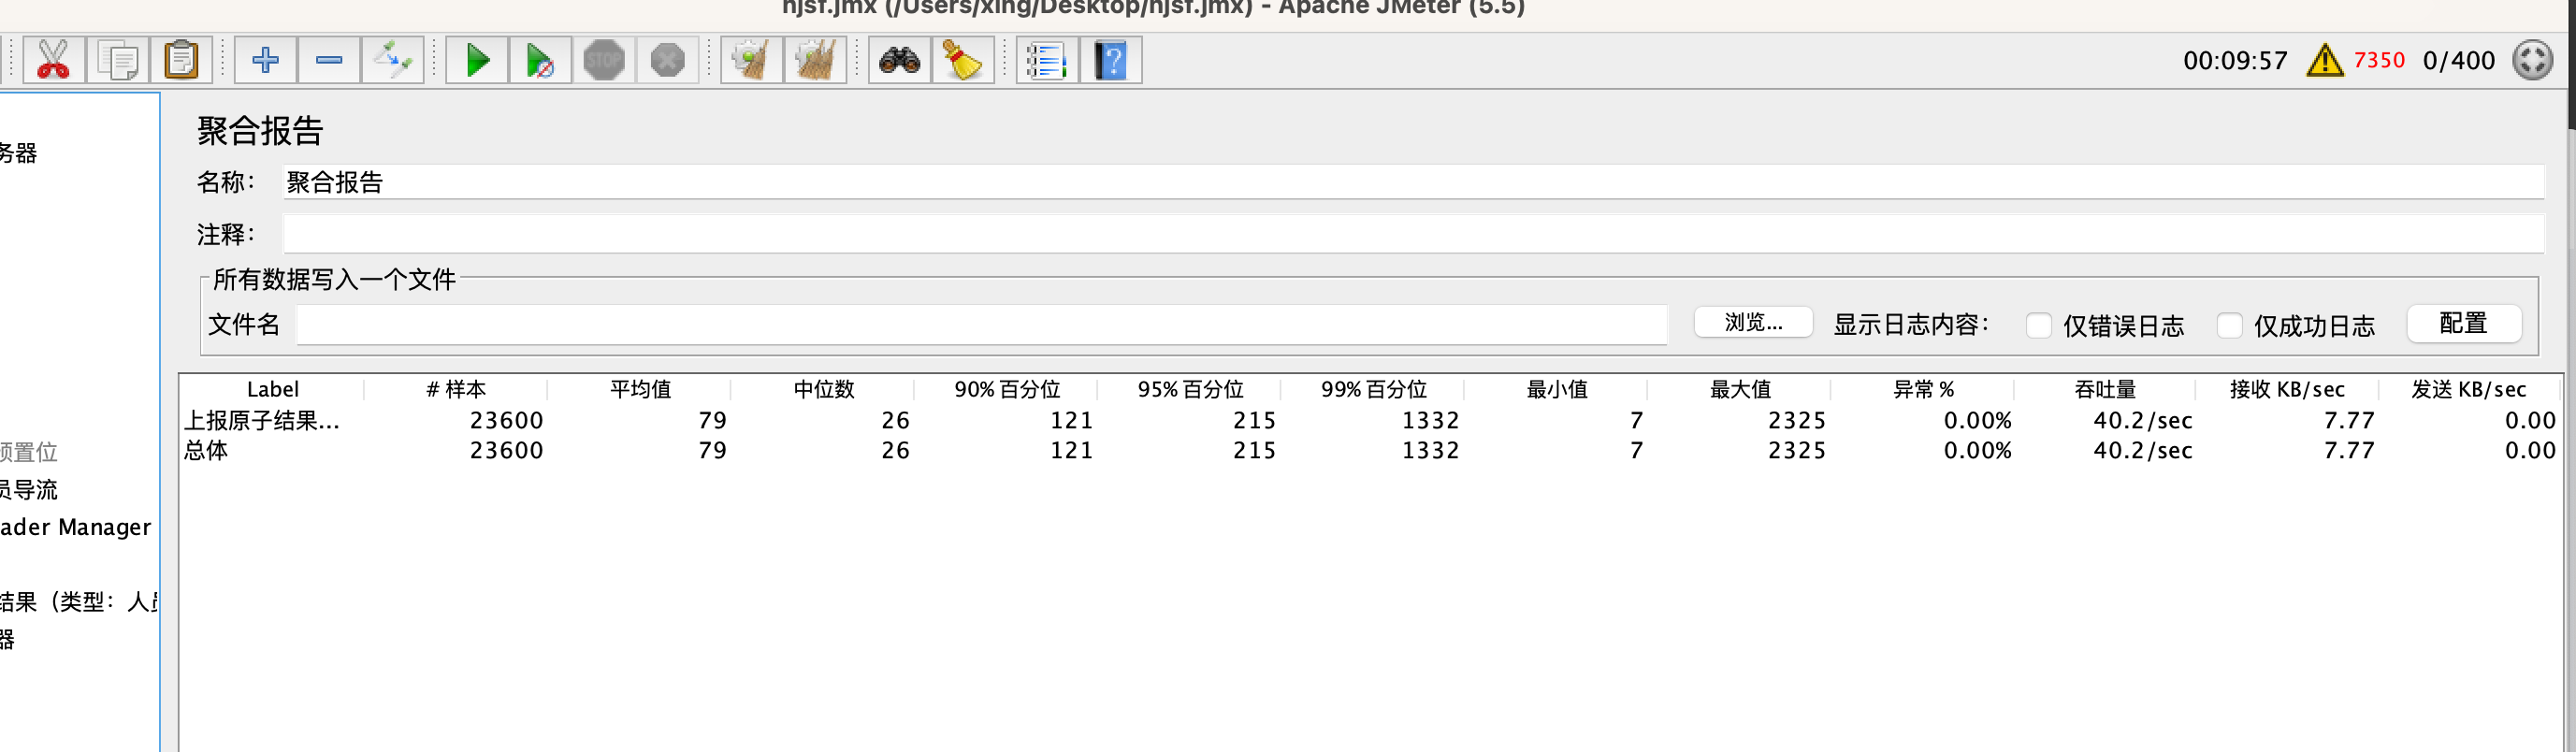 njsf.jmx (/Users/xing/Desktop/njsf.jmx) - Apache JMeter (5.5)
STOP
00:09:57 7350 0/400
务器
预置位
员导流
ader Manager
结果（类型：人员
器
聚合报告
名称： 聚合报告
注释：
所有数据写入一个文件
文件名 浏览... 显示日志内容： 仅错误日志 仅成功日志 配置
Label # 样本 平均值 中位数 90% 百分位 95% 百分位 99% 百分位 最小值 最大值 异常 % 吞吐量 接收 KB/sec 发送 KB/sec
上报原子结果... 23600 79 26 121 215 1332 7 2325 0.00% 40.2/sec 7.77 0.00
总体 23600 79 26 121 215 1332 7 2325 0.00% 40.2/sec 7.77 0.00